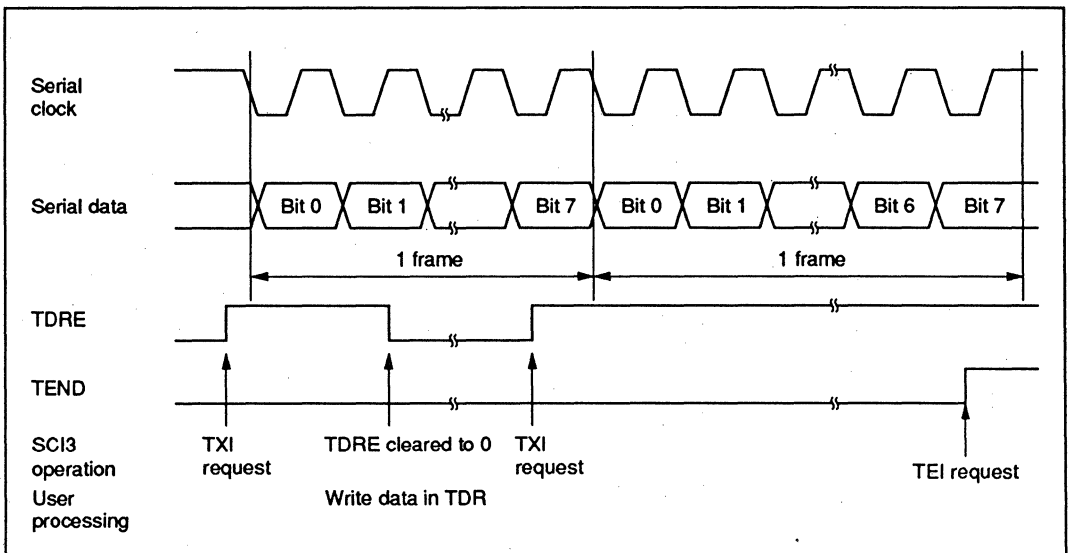 Serial
clock
Serial data
Bit 0
Bit 1
Bit 7
Bit 0
Bit 1
Bit 6
Bit 7
1 frame
1 frame
TDRE
TEND
SCI3
operation
TXI
request
TDRE cleared to 0
TXI
request
TEI request
User
processing
Write data in TDR